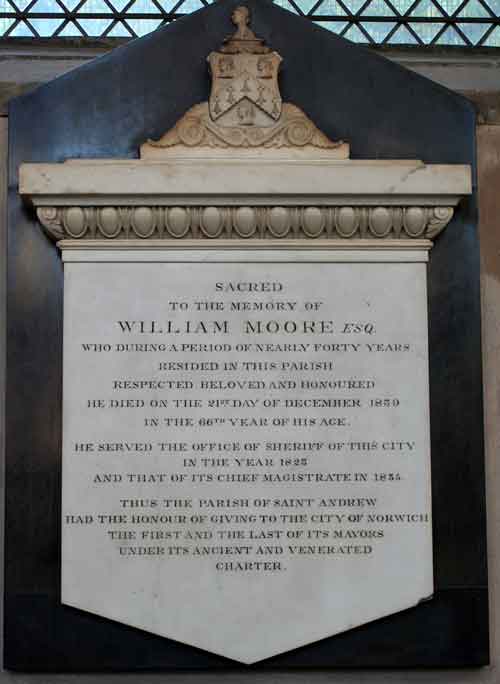 SACRED
TO THE MEMORY OF
WILLIAM MOORE ESQ.
WHO DURING A PERIOD OF NEARLY FORTY YEARS
RESIDED IN THIS PARISH
RESPECTED BELOVED AND HONOURED
HE DIED ON THE 21ST DAY OF DECEMBER 1839
IN THE 66TH YEAR OF HIS AGE.
HE SERVED THE OFFICE OF SHERIFF OF THIS CITY
IN THE YEAR 1823
AND THAT OF ITS CHIEF MAGISTRATE IN 1835.
THUS THE PARISH OF SAINT ANDREW
HAD THE HONOUR OF GIVING TO THE CITY OF NORWICH
THE FIRST AND THE LAST OF ITS MAYORS
UNDER ITS ANCIENT AND VENERATED
CHARTER.